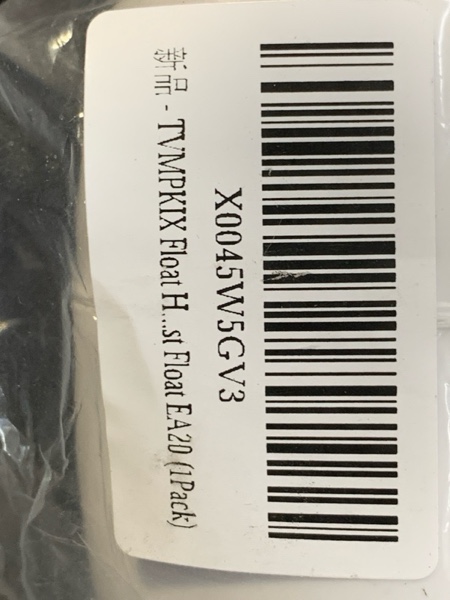 X0045W5GV3
新品 - TVMPKIX Float H...st Float EA20 (1Pack)